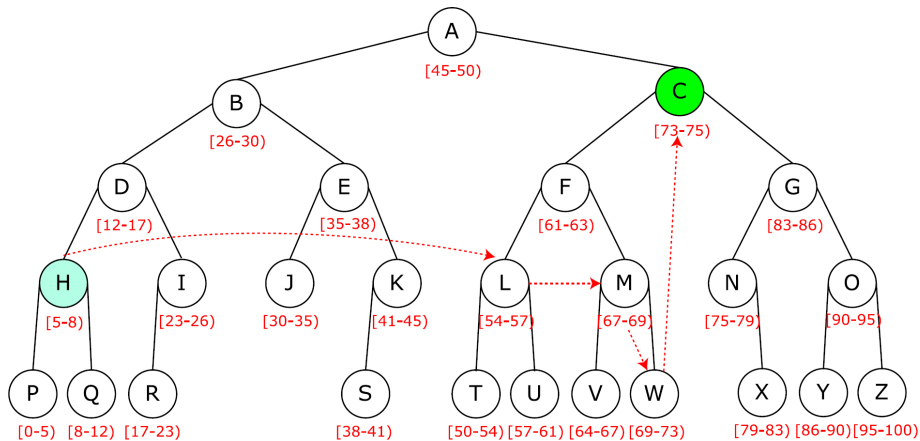 A
[45-50)
B
[26-30)
C
[73-75)
D
[12-17)
E
[35-38)
F
[61-63)
G
[83-86)
H
[5-8)
I
[23-26)
J
[30-35)
K
[41-45)
L
[54-57)
M
[67-69)
N
[75-79)
O
[90-95)
P
[0-5)
Q
[8-12)
R
[17-23)
S
[38-41)
T
[50-54)
U
[57-61)
V
[64-67)
W
[69-73)
X
[79-83)
Y
[86-90)
Z
[95-100)